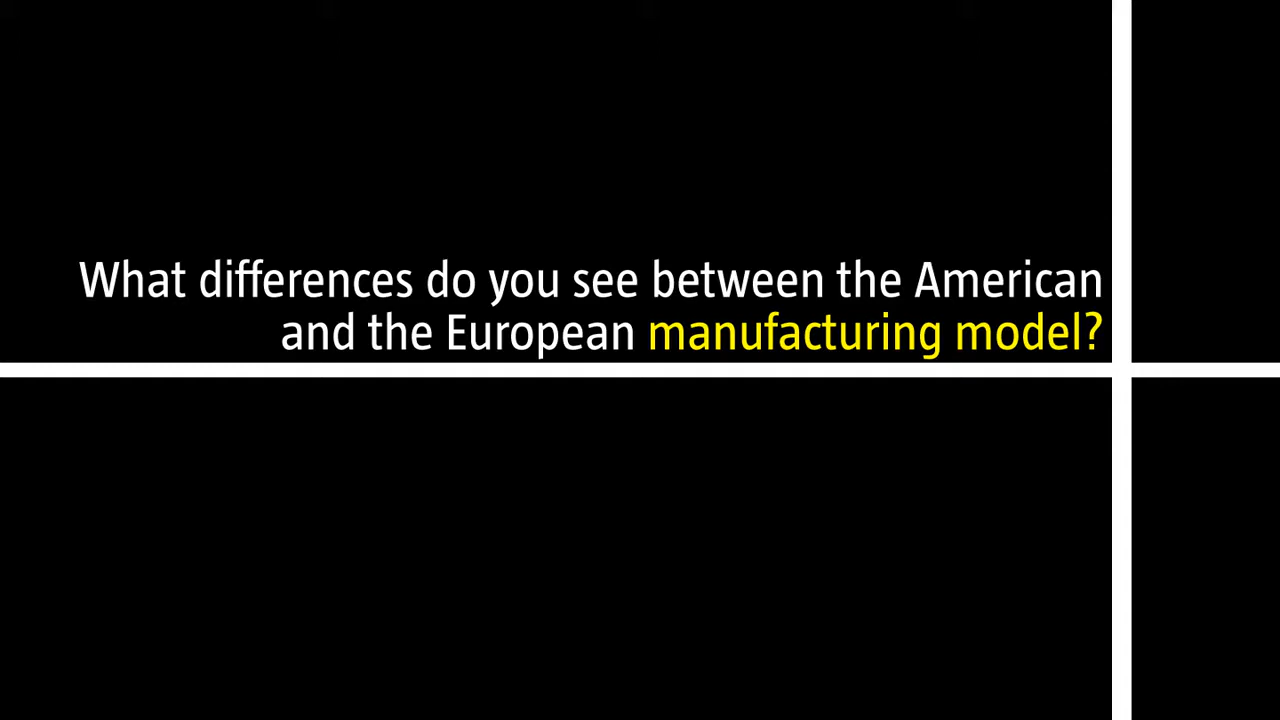 What differences do you see between the American
and the European manufacturing model?